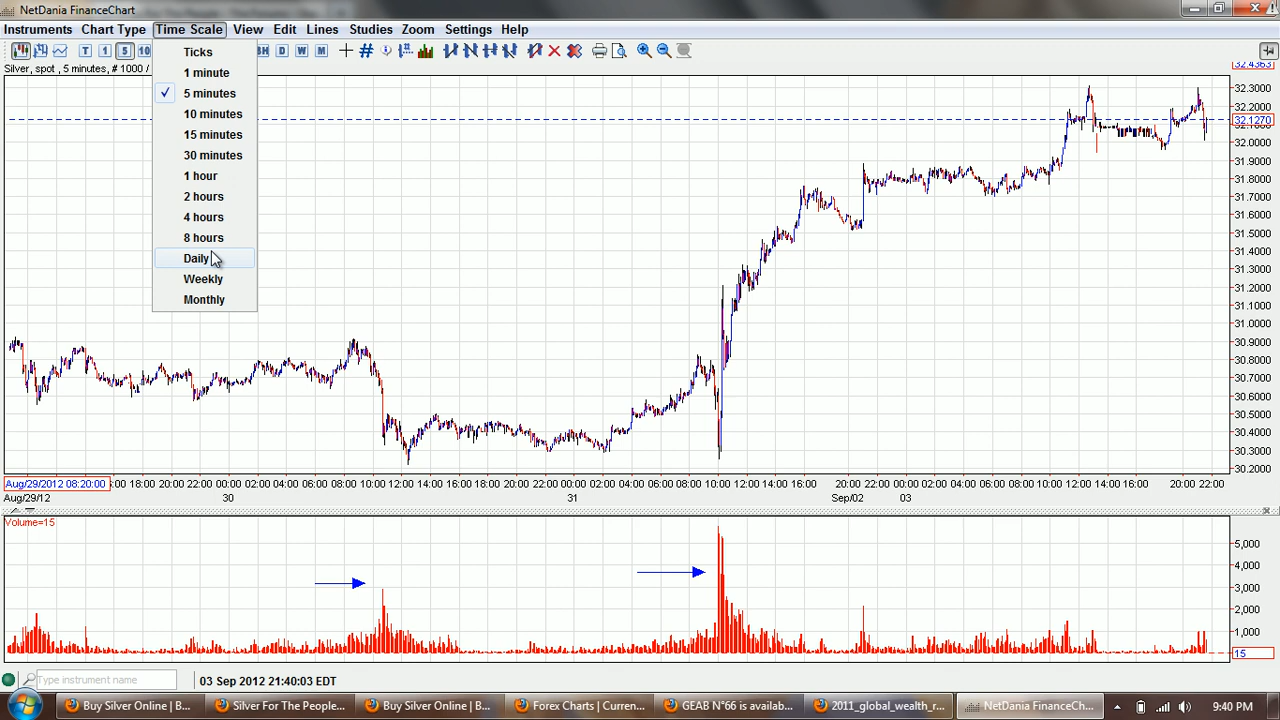 NetDania FinanceChart
Instruments Chart Type Time Scale View Edit Lines Studies Zoom Settings Help
T 1 5 10 8H D W M
Silver, spot , 5 minutes, # 1000 /
Ticks
1 minute
5 minutes
10 minutes
15 minutes
30 minutes
1 hour
2 hours
4 hours
8 hours
Daily
Weekly
Monthly
32.4363
32.3000
32.2000
32.1270
32.0000
31.9000
31.8000
31.7000
31.6000
31.5000
31.4000
31.3000
31.2000
31.1000
31.0000
30.9000
30.8000
30.7000
30.6000
30.5000
30.4000
30.3000
30.2000
Aug/29/2012 08:20:00 :00 18:00 20:00 22:00 00:00 02:00 04:00 06:00 08:00 10:00 12:00 14:00 16:00 18:00 20:00 22:00 00:00 02:00 04:00 06:00 08:00 10:00 12:00 14:00 16:00 20:00 22:00 00:00 02:00 04:00 06:00 08:00 10:00 12:00 14:00 20:00 22:00
Aug/29/12 30 31 Sep/02 03
Volume=15
5,000
4,000
3,000
2,000
1,000
15
Type instrument name 03 Sep 2012 21:40:03 EDT
Buy Silver Online | B... Silver For The People... Buy Silver Online | B... Forex Charts | Curren... GEAB N°66 is availabl... 2011_global_wealth_r... NetDania FinanceChar... 9:40 PM